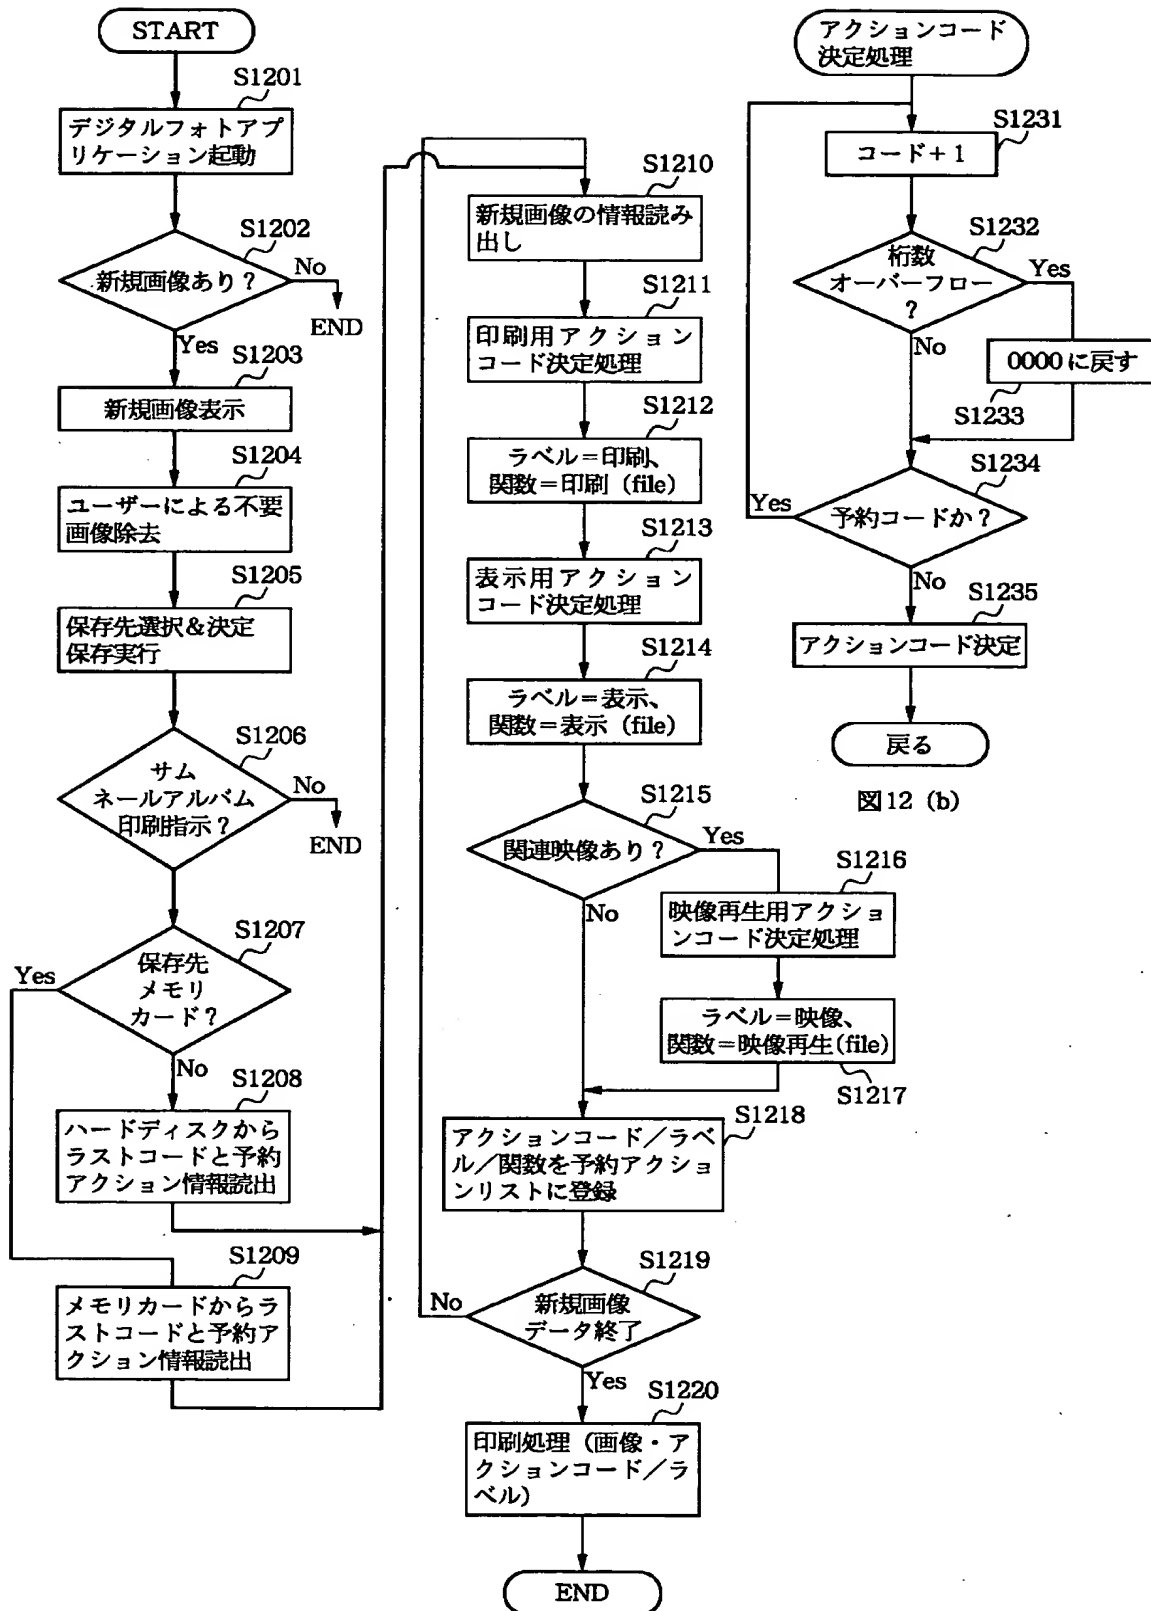 START
S1201
デジタルフォトアプ
リケーション起動
S1202
新規画像あり？
No
END
Yes
S1203
新規画像表示
S1204
ユーザーによる不要
画像除去
S1205
保存先選択＆決定
保存実行
S1206
サム
ネールアルバム
印刷指示？
No
END
S1207
保存先
メモリ
カード？
Yes
No
S1208
ハードディスクから
ラストコードと予約
アクション情報読出
S1209
メモリカードからラ
ストコードと予約ア
クション情報読出
S1210
新規画像の情報読み
出し
S1211
印刷用アクション
コード決定処理
S1212
ラベル＝印刷、
関数＝印刷（file）
S1213
表示用アクション
コード決定処理
S1214
ラベル＝表示、
関数＝表示（file）
S1215
関連映像あり？
Yes
No
S1216
映像再生用アクショ
ンコード決定処理
ラベル＝映像、
関数＝映像再生（file）
S1217
S1218
アクションコード／ラベ
ル／関数を予約アクショ
ンリストに登録
S1219
新規画像
データ終了
No
Yes
S1220
印刷処理（画像・ア
クションコード／ラ
ベル）
END
アクションコード
決定処理
S1231
コード＋1
S1232
桁数
オーバーフロー
？
Yes
No
0000に戻す
S1233
S1234
予約コードか？
Yes
No
S1235
アクションコード決定
戻る
図12（b）